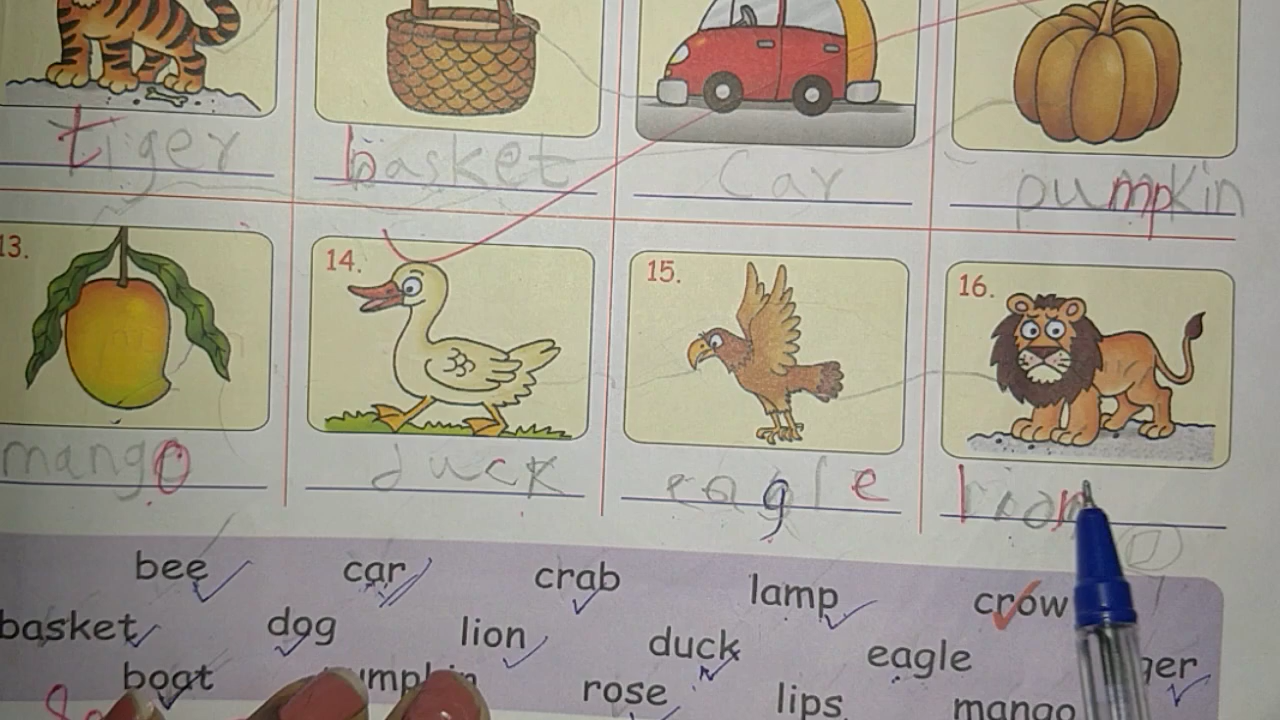 tiger basket car pumpkin
13. 14. 15. 16.
mango duck eagle lion
bee car crab lamp crow
basket dog lion duck eagle
boat rose lips mango